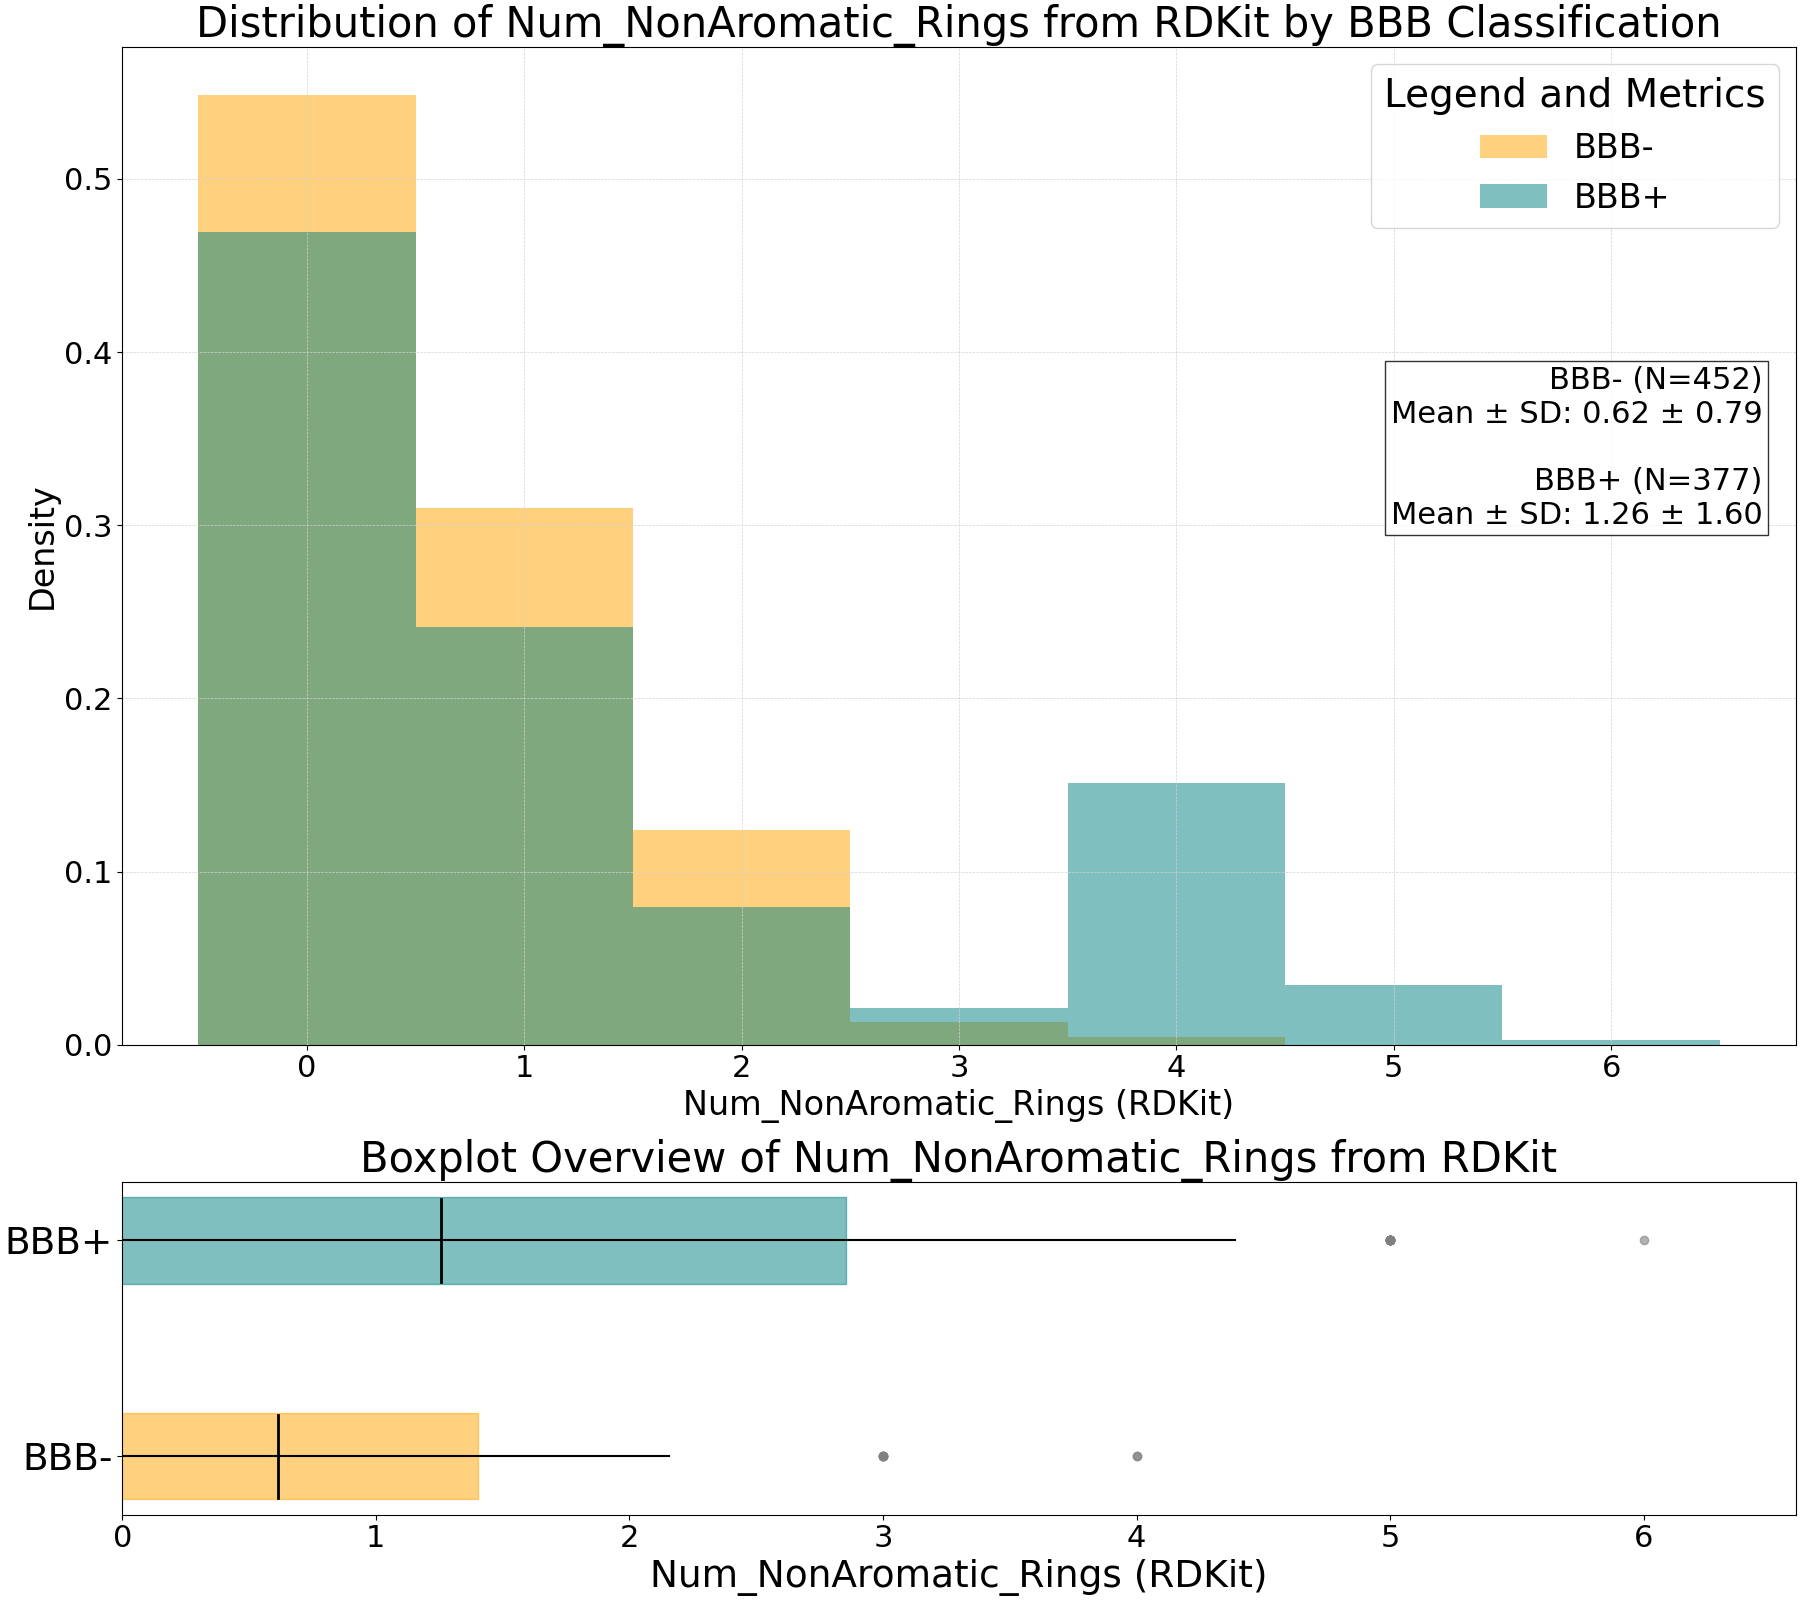 Distribution of Num_NonAromatic_Rings from RDKit by BBB Classification
Legend and Metrics
BBB-
BBB+
BBB- (N=452)
Mean ± SD: 0.62 ± 0.79
BBB+ (N=377)
Mean ± SD: 1.26 ± 1.60
Density
0.5
0.4
0.3
0.2
0.1
0.0
0 1 2 3 4 5 6
Num_NonAromatic_Rings (RDKit)
Boxplot Overview of Num_NonAromatic_Rings from RDKit
BBB+
BBB-
0 1 2 3 4 5 6
Num_NonAromatic_Rings (RDKit)